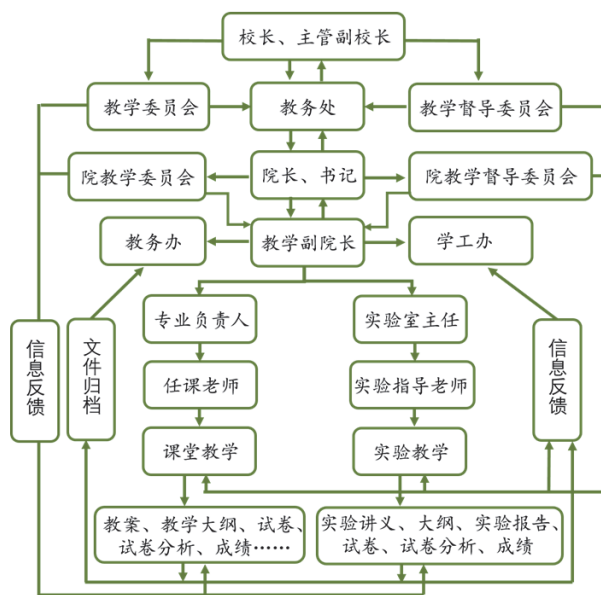 校长、主管副校长
教学委员会
教务处
教学督导委员会
院教学委员会
院长、书记
院教学督导委员会
教务办
教学副院长
学工办
信息反馈
文件归档
专业负责人
实验室主任
信息反馈
任课老师
实验指导老师
课堂教学
实验教学
教案、教学大纲、试卷、
试卷分析、成绩……
实验讲义、大纲、实验报告、
试卷、试卷分析、成绩